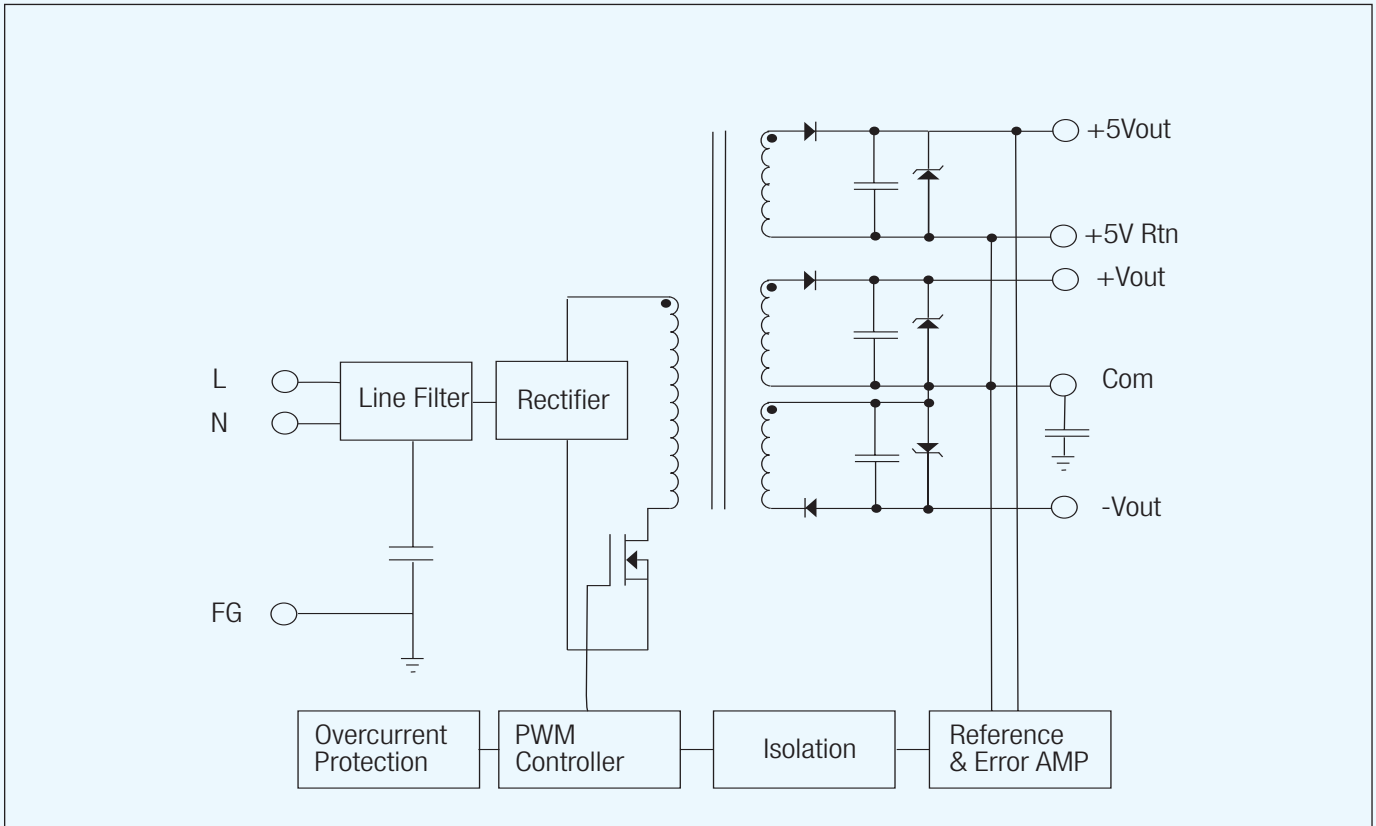 +5Vout
+5V Rtn
+Vout
L
Line Filter
Rectifier
Com
N
-Vout
FG
Overcurrent
Protection
PWM
Controller
Isolation
Reference
& Error AMP